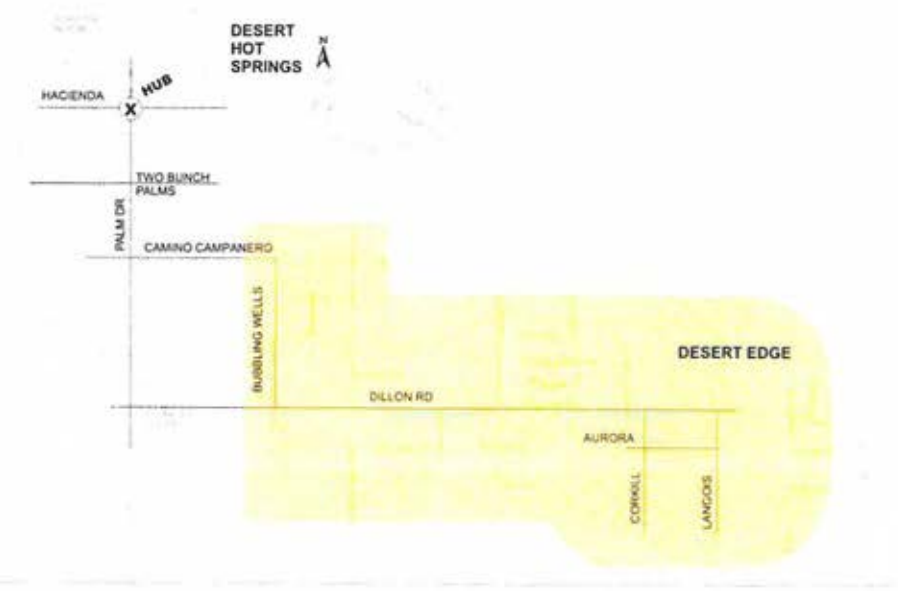 DESERT
HOT
SPRINGS
N
HUB
HACIENDA
X
TWO BUNCH
PALMS
PALM DR
CAMINO CAMPANERO
BUBBLING WELLS
DESERT EDGE
DILLON RD
AURORA
CORKILL
LANGOIS